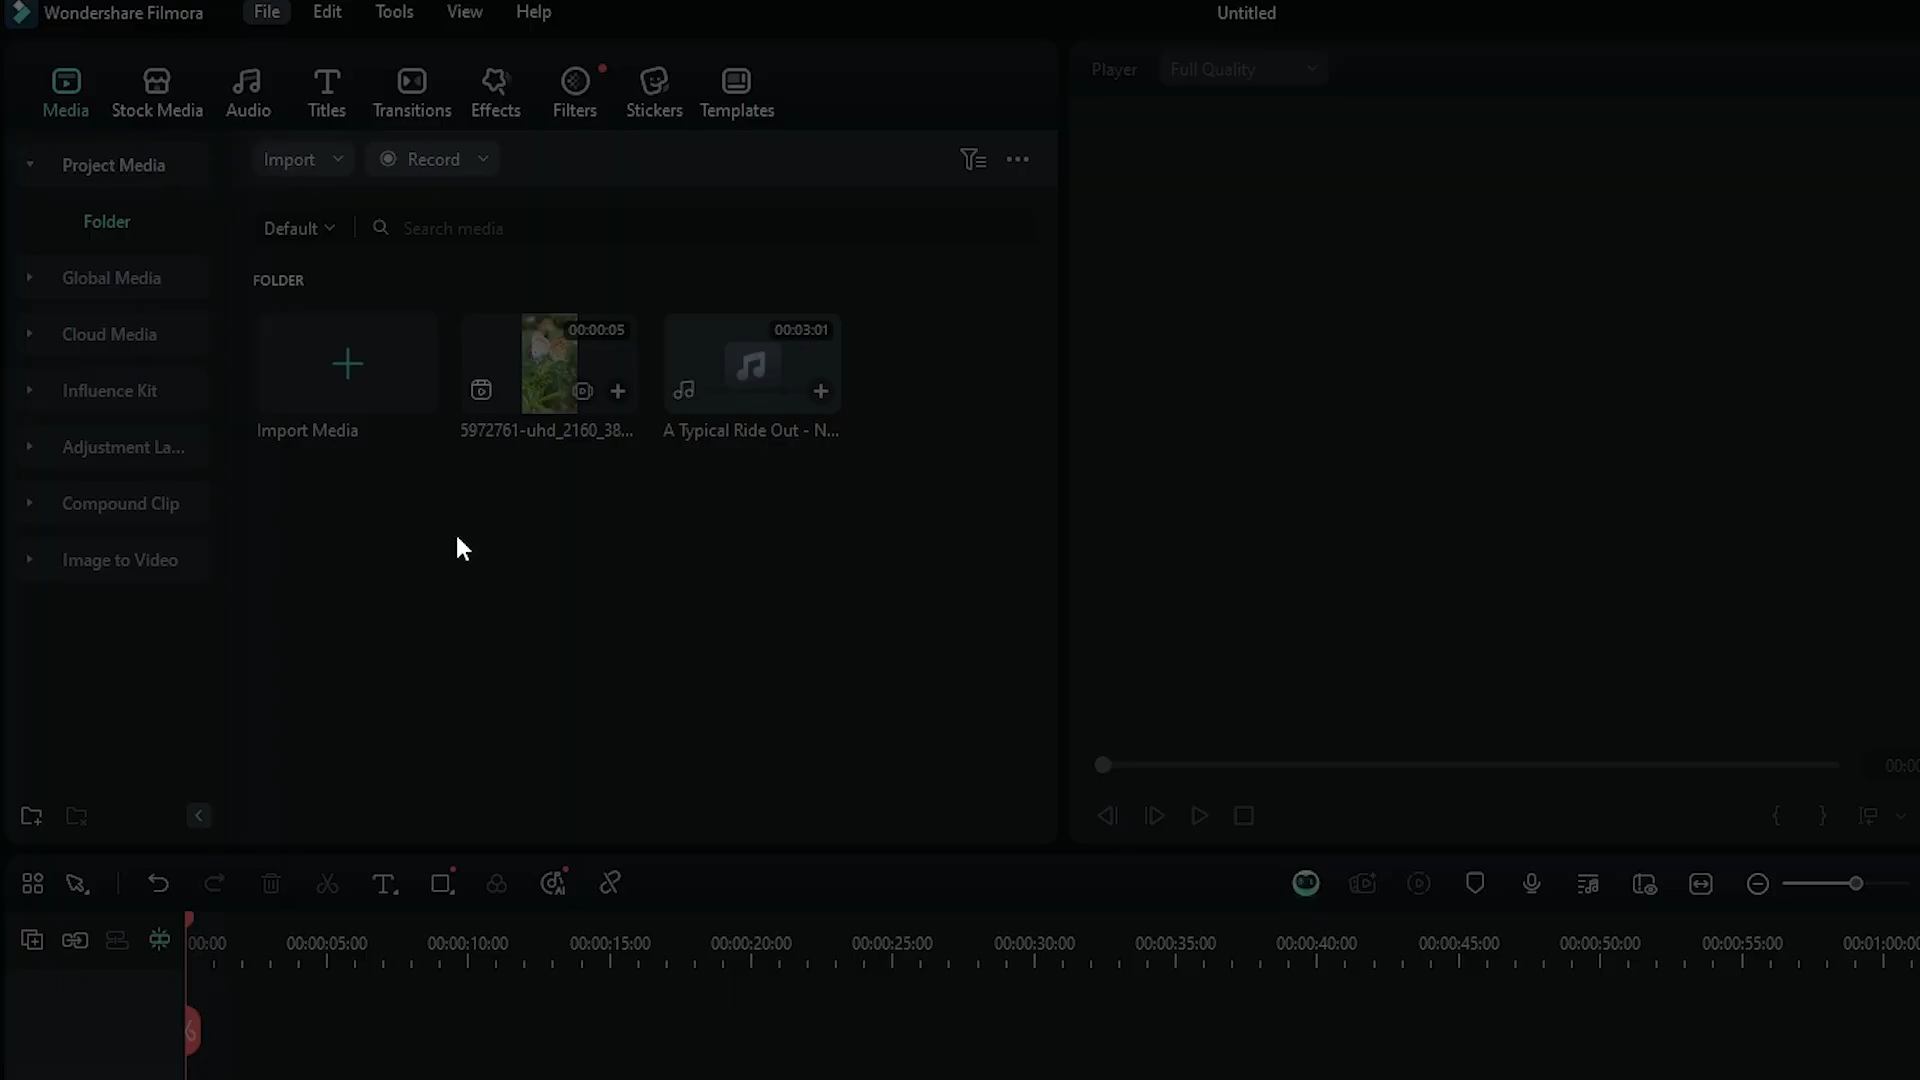 Wondershare Filmora File Edit Tools View Help Untitled
Media Stock Media Audio Titles Transitions Effects Filters Stickers Templates
Player Full Quality
Project Media
Folder
Global Media
Cloud Media
Influence Kit
Adjustment La...
Compound Clip
Image to Video
Import Record
Default Search media
FOLDER
00:00:05 00:03:01
Import Media 5972761-uhd_2160_38... A Typical Ride Out - N...
00:00 00:00:05:00 00:00:10:00 00:00:15:00 00:00:20:00 00:00:25:00 00:00:30:00 00:00:35:00 00:00:40:00 00:00:45:00 00:00:50:00 00:00:55:00 00:01:00:00